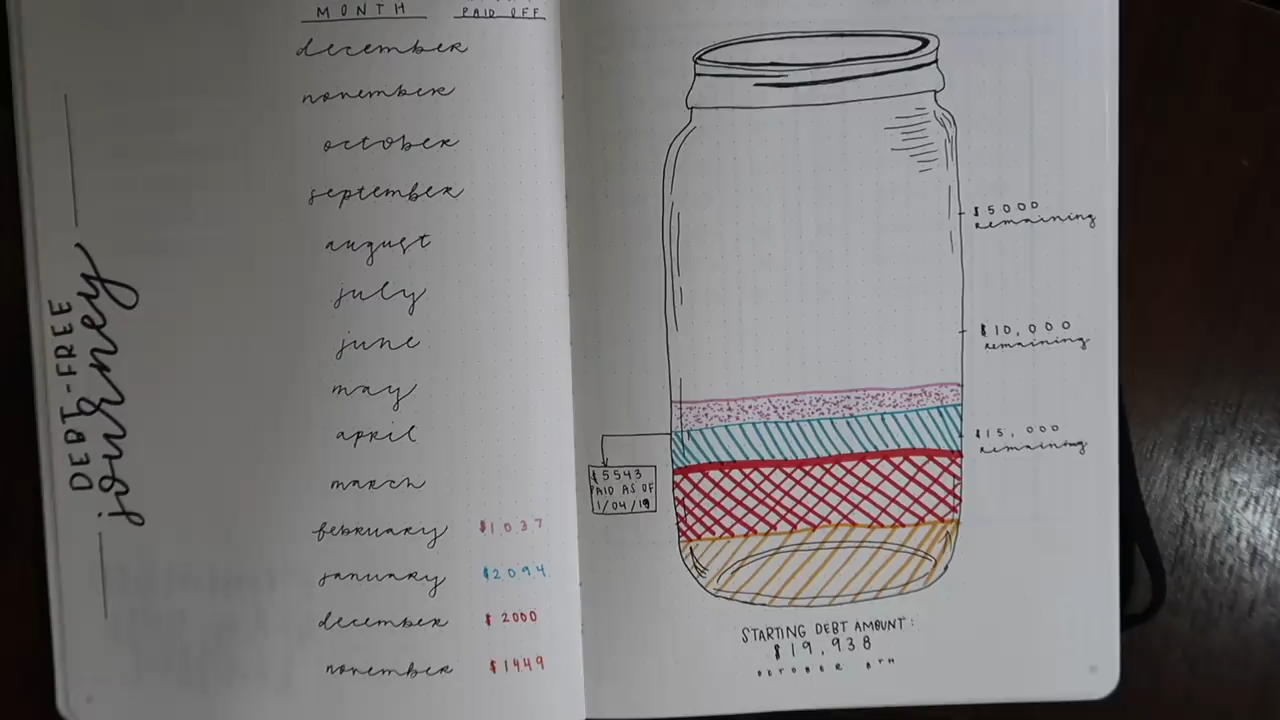 DEBT-FREE
journey
MONTH
PAID OFF
december
november
october
september
august
july
june
may
april
march
february $1037
january $2094
december $2000
november $1449
$5000
remaining
$10,000
remaining
$15,000
remaining
$5543
PAID AS OF
1/04/19
STARTING DEBT AMOUNT:
$19,938
OCTOBER 8TH